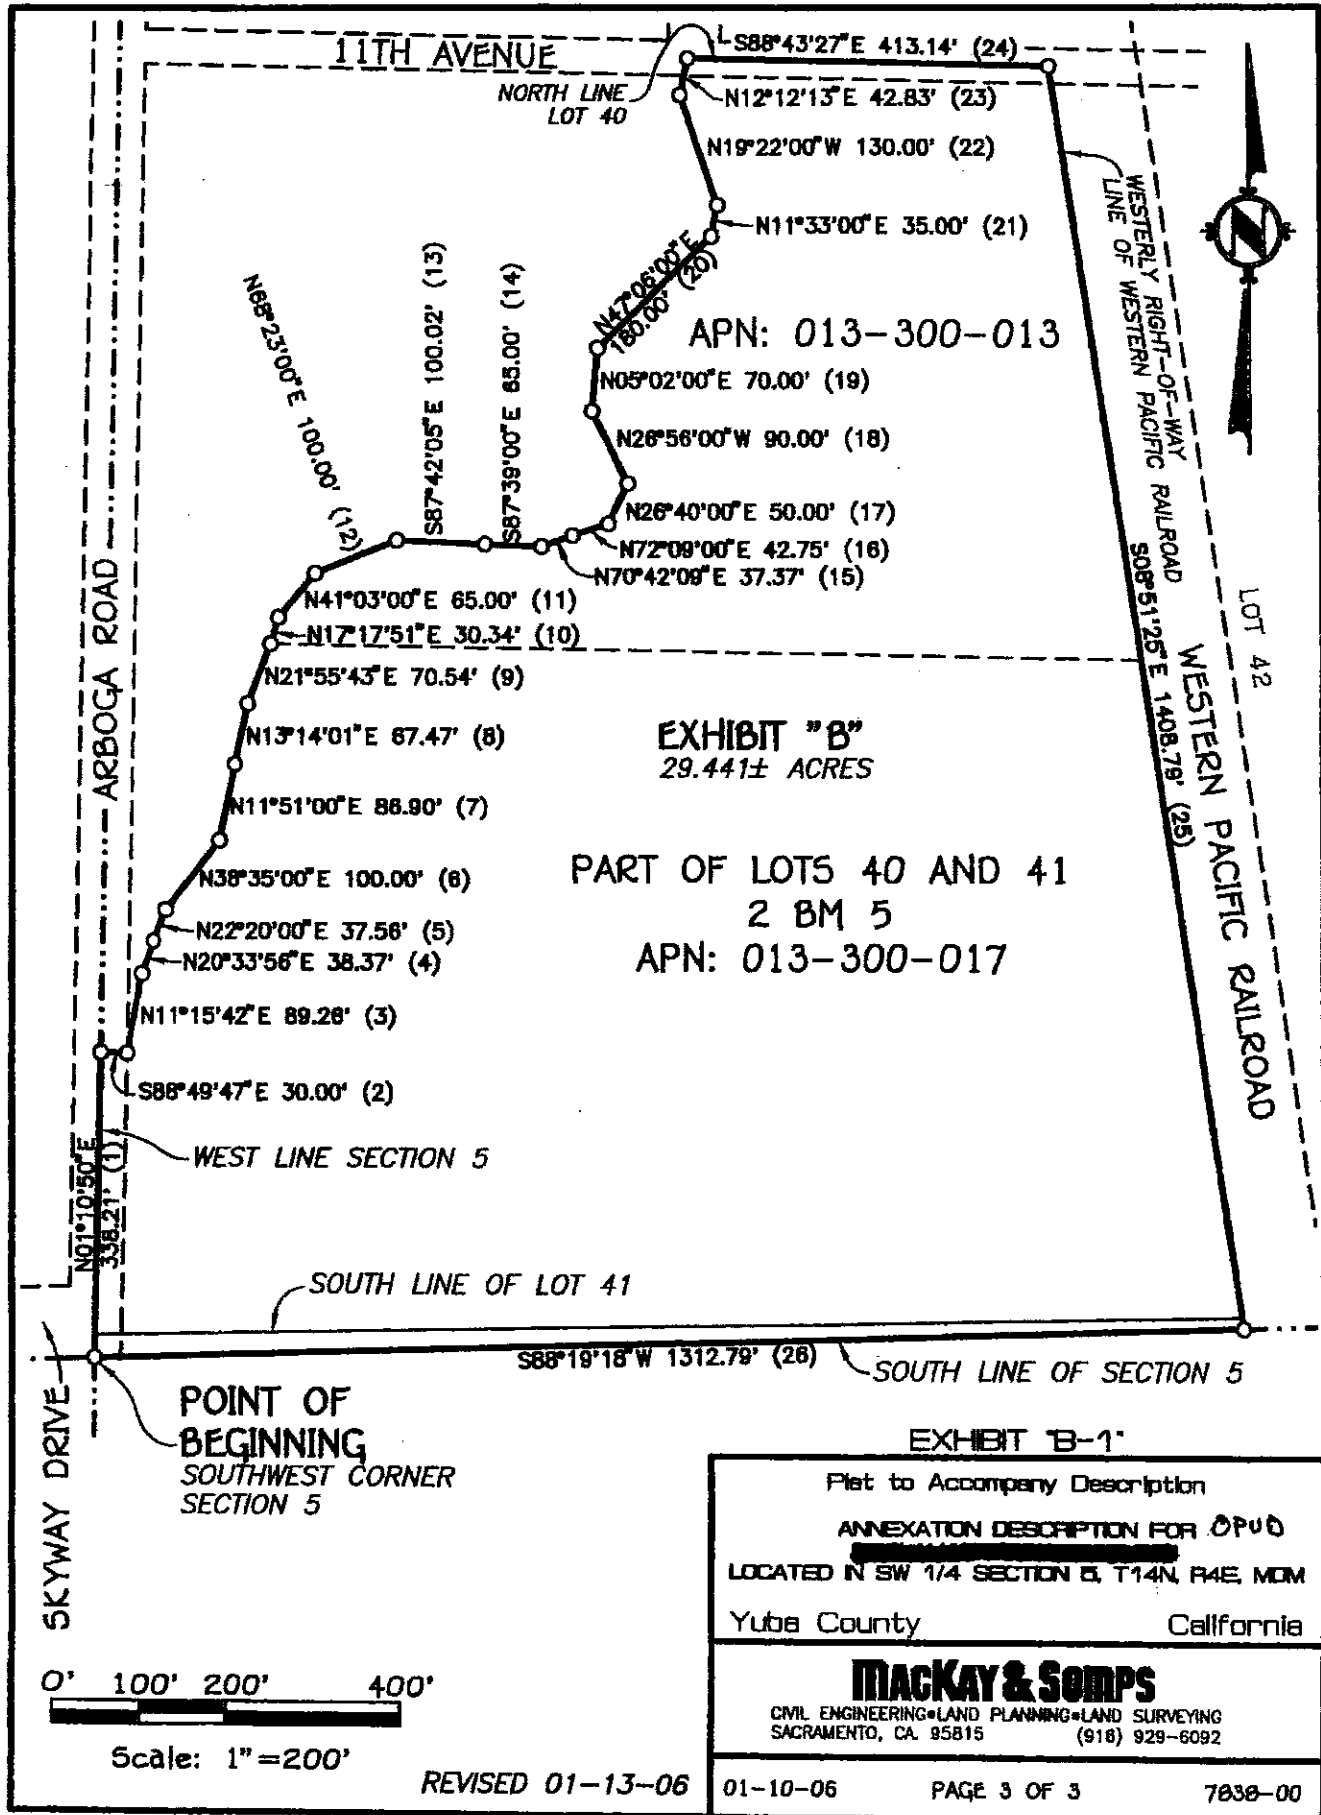 11TH AVENUE
S88°43'27"E 413.14' (24)
NORTH LINE
LOT 40
N12°12'13"E 42.83' (23)
N19°22'00"W 130.00' (22)
N11°33'00"E 35.00' (21)
N47°06'00"E
180.00' (20)
APN: 013-300-013
WESTERLY RIGHT-OF-WAY
LINE OF WESTERN PACIFIC RAILROAD
N
N68°23'00"E 100.00' (12)
S87°42'05"E 100.02' (13)
S87°39'00"E 65.00' (14)
N05°02'00"E 70.00' (19)
N26°56'00"W 90.00' (18)
N26°40'00"E 50.00' (17)
N72°09'00"E 42.75' (16)
N70°42'09"E 37.37' (15)
N41°03'00"E 65.00' (11)
N17°17'51"E 30.34' (10)
N21°55'43"E 70.54' (9)
N13°14'01"E 67.47' (8)
N11°51'00"E 86.90' (7)
N38°35'00"E 100.00' (6)
N22°20'00"E 37.56' (5)
N20°33'56"E 38.37' (4)
N11°15'42"E 89.26' (3)
S88°49'47"E 30.00' (2)
ARBOGA ROAD
S08°51'25"E 1408.79' (25)
LOT 42
WESTERN PACIFIC RAILROAD
EXHIBIT "B"
29.441± ACRES
PART OF LOTS 40 AND 41
2 BM 5
APN: 013-300-017
WEST LINE SECTION 5
N01°10'50"E
338.21' (1)
SOUTH LINE OF LOT 41
S88°19'18"W 1312.79' (26)
SOUTH LINE OF SECTION 5
SKYWAY DRIVE
POINT OF
BEGINNING
SOUTHWEST CORNER
SECTION 5
EXHIBIT "B-1"
Plat to Accompany Description
ANNEXATION DESCRIPTION FOR OPUD
LOCATED IN SW 1/4 SECTION 5, T14N, R4E, MDM
Yuba County California
MACKAY & SOMPS
CIVIL ENGINEERING•LAND PLANNING•LAND SURVEYING
SACRAMENTO, CA. 95815 (916) 929-6092
0' 100' 200' 400'
Scale: 1"=200'
REVISED 01-13-06
01-10-06 PAGE 3 OF 3 7838-00